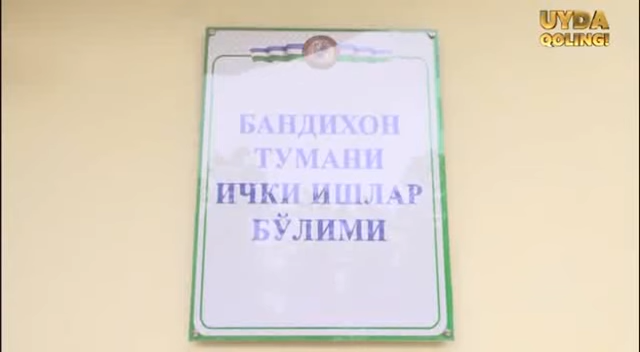 UYDA
QOLING!
БАНДИХОН
ТУМАНИ
ИЧКИ ИШЛАР
БЎЛИМИ